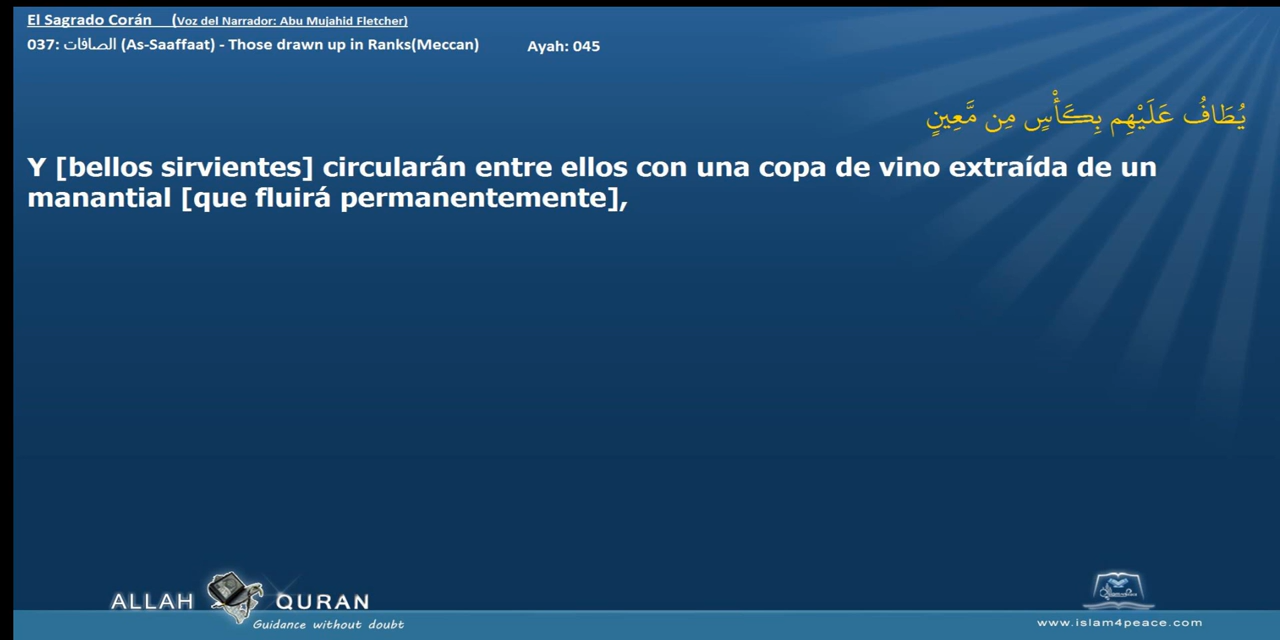 El Sagrado Corán (Voz del Narrador: Abu Mujahid Fletcher)
037: الصافات (As-Saaffaat) - Those drawn up in Ranks(Meccan) Ayah: 045
يُطَافُ عَلَيْهِم بِكَأْسٍ مِن مَّعِينٍ
Y [bellos sirvientes] circularán entre ellos con una copa de vino extraída de un
manantial [que fluirá permanentemente],
ALLAH QURAN
Guidance without doubt
www.islam4peace.com